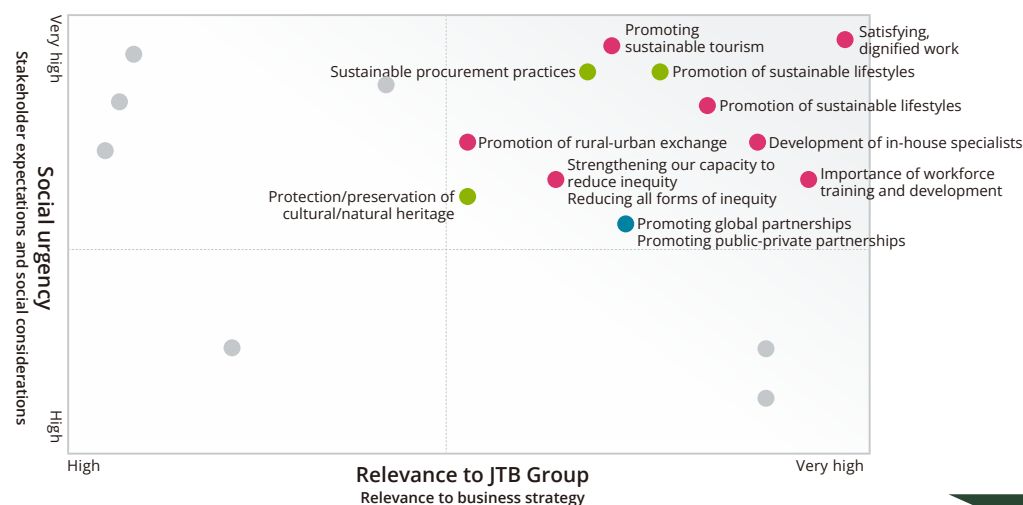 Very high
Promoting
sustainable tourism
Satisfying,
dignified work
Sustainable procurement practices
Promotion of sustainable lifestyles
Promotion of sustainable lifestyles
Promotion of rural-urban exchange
Development of in-house specialists
Strengthening our capacity to
reduce inequity
Reducing all forms of inequity
Importance of workforce
training and development
Protection/preservation of
cultural/natural heritage
Promoting global partnerships
Promoting public-private partnerships
Social urgency
Stakeholder expectations and social considerations
High
High
Very high
Relevance to JTB Group
Relevance to business strategy